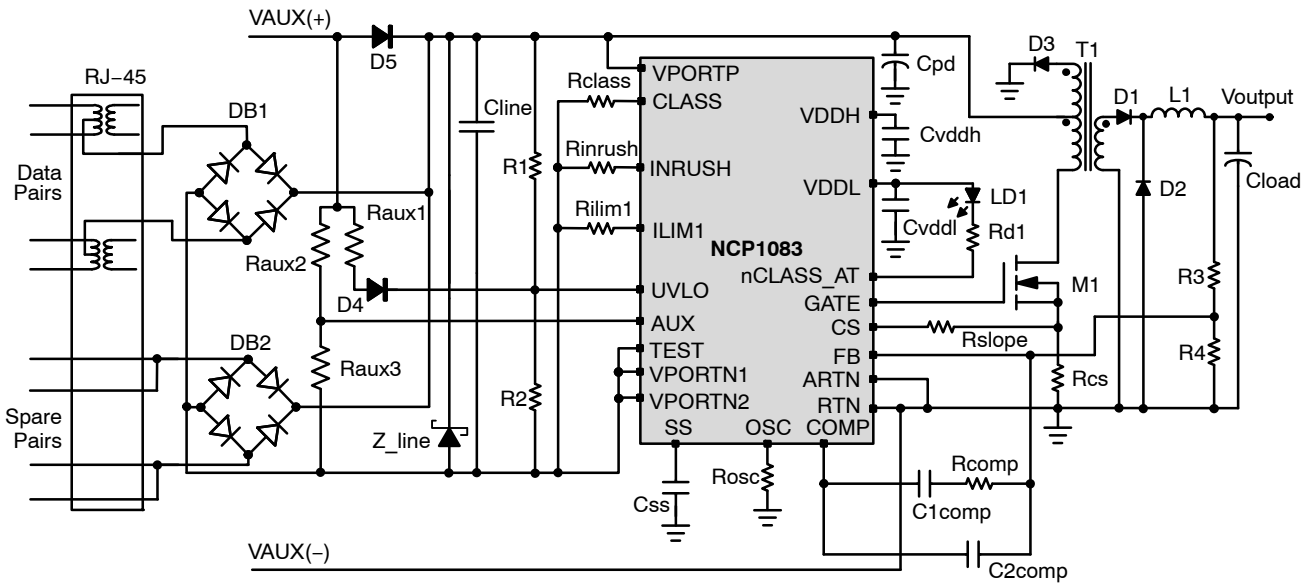 VAUX(+)
D5
RJ−45
Data
Pairs
Spare
Pairs
DB1
DB2
Raux1
Raux2
D4
Raux3
Z_line
Cline
R1
R2
Rclass
Rinrush
Rilim1
VPORTP
CLASS
INRUSH
ILIM1
NCP1083
UVLO
AUX
TEST
VPORTN1
VPORTN2
SS
OSC
COMP
VDDH
VDDL
nCLASS_AT
GATE
CS
FB
ARTN
RTN
Cpd
Cvddh
Cvddl
LD1
Rd1
D3
T1
D1
L1
Voutput
D2
Cload
M1
R3
R4
Rslope
Rcs
Css
Rosc
Rcomp
C1comp
C2comp
VAUX(−)